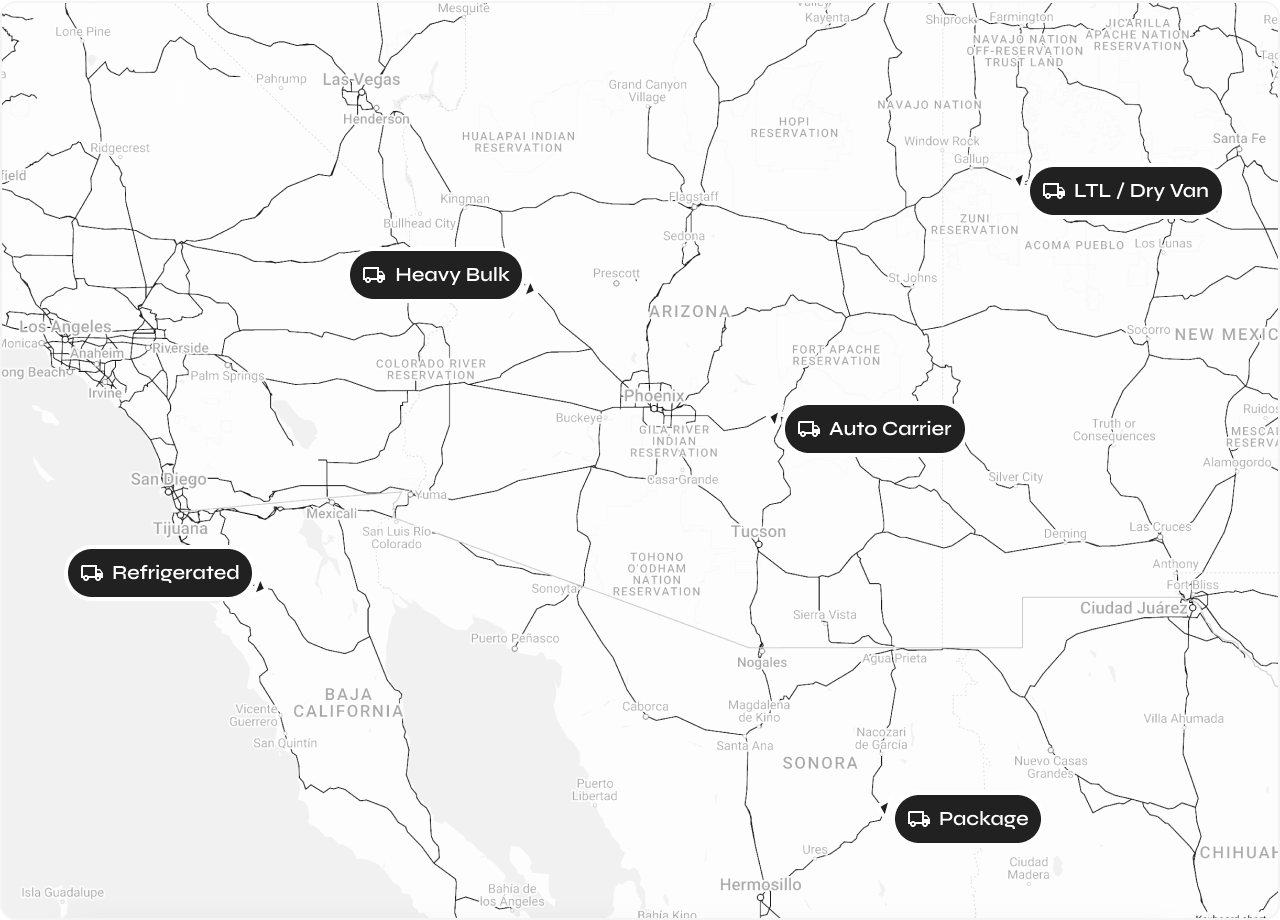 Mesquite
Kayenta
Shiprock
Farmington
JICARILLA
APACHE NATION
RESERVATION
Lone Pine
NAVAJO NATION
OFF-RESERVATION
TRUST LAND
Pahrump
Las Vegas
Grand Canyon
Village
Henderson
NAVAJO NATION
HUALAPAI INDIAN
RESERVATION
HOPI
RESERVATION
Window Rock
Santa Fe
Ridgecrest
Gallup
LTL / Dry Van
Kingman
Flagstaff
Bullhead City
ZUNI
RESERVATION
Sedona
ACOMA PUEBLO
Los Lunas
Heavy Bulk
Prescott
St Johns
ARIZONA
Los Angeles
Socorro
NEW MEXIC
Monica
Anaheim
Riverside
FORT APACHE
RESERVATION
COLORADO RIVER
RESERVATION
ong Beach
Palm Springs
Irvine
Phoenix
Buckeye
Ruidos
Auto Carrier
GILA RIVER
INDIAN
RESERVATION
Truth or
Consequences
MESCAL
RESERVA
Alamogordo
San Diego
Casa Grande
Silver City
Yuma
Mexicali
Tijuana
San Luis Río
Colorado
Tucson
Deming
Las Cruces
TOHONO
O'ODHAM
NATION
RESERVATION
Anthony
Refrigerated
Sonoyta
Fort Bliss
Sierra Vista
Ciudad Juárez
Puerto Peñasco
Nogales
Agua Prieta
BAJA
CALIFORNIA
Vicente
Guerrero
Caborca
Magdalena
de Kino
Villa Ahumada
San Quintín
Santa Ana
Nacozari
de García
SONORA
Nuevo Casas
Grandes
Puerto
Libertad
Package
Ures
CHIHUAH
Ciudad
Madera
Isla Guadalupe
Bahía de
los Ángeles
Hermosillo
Bahía Kino